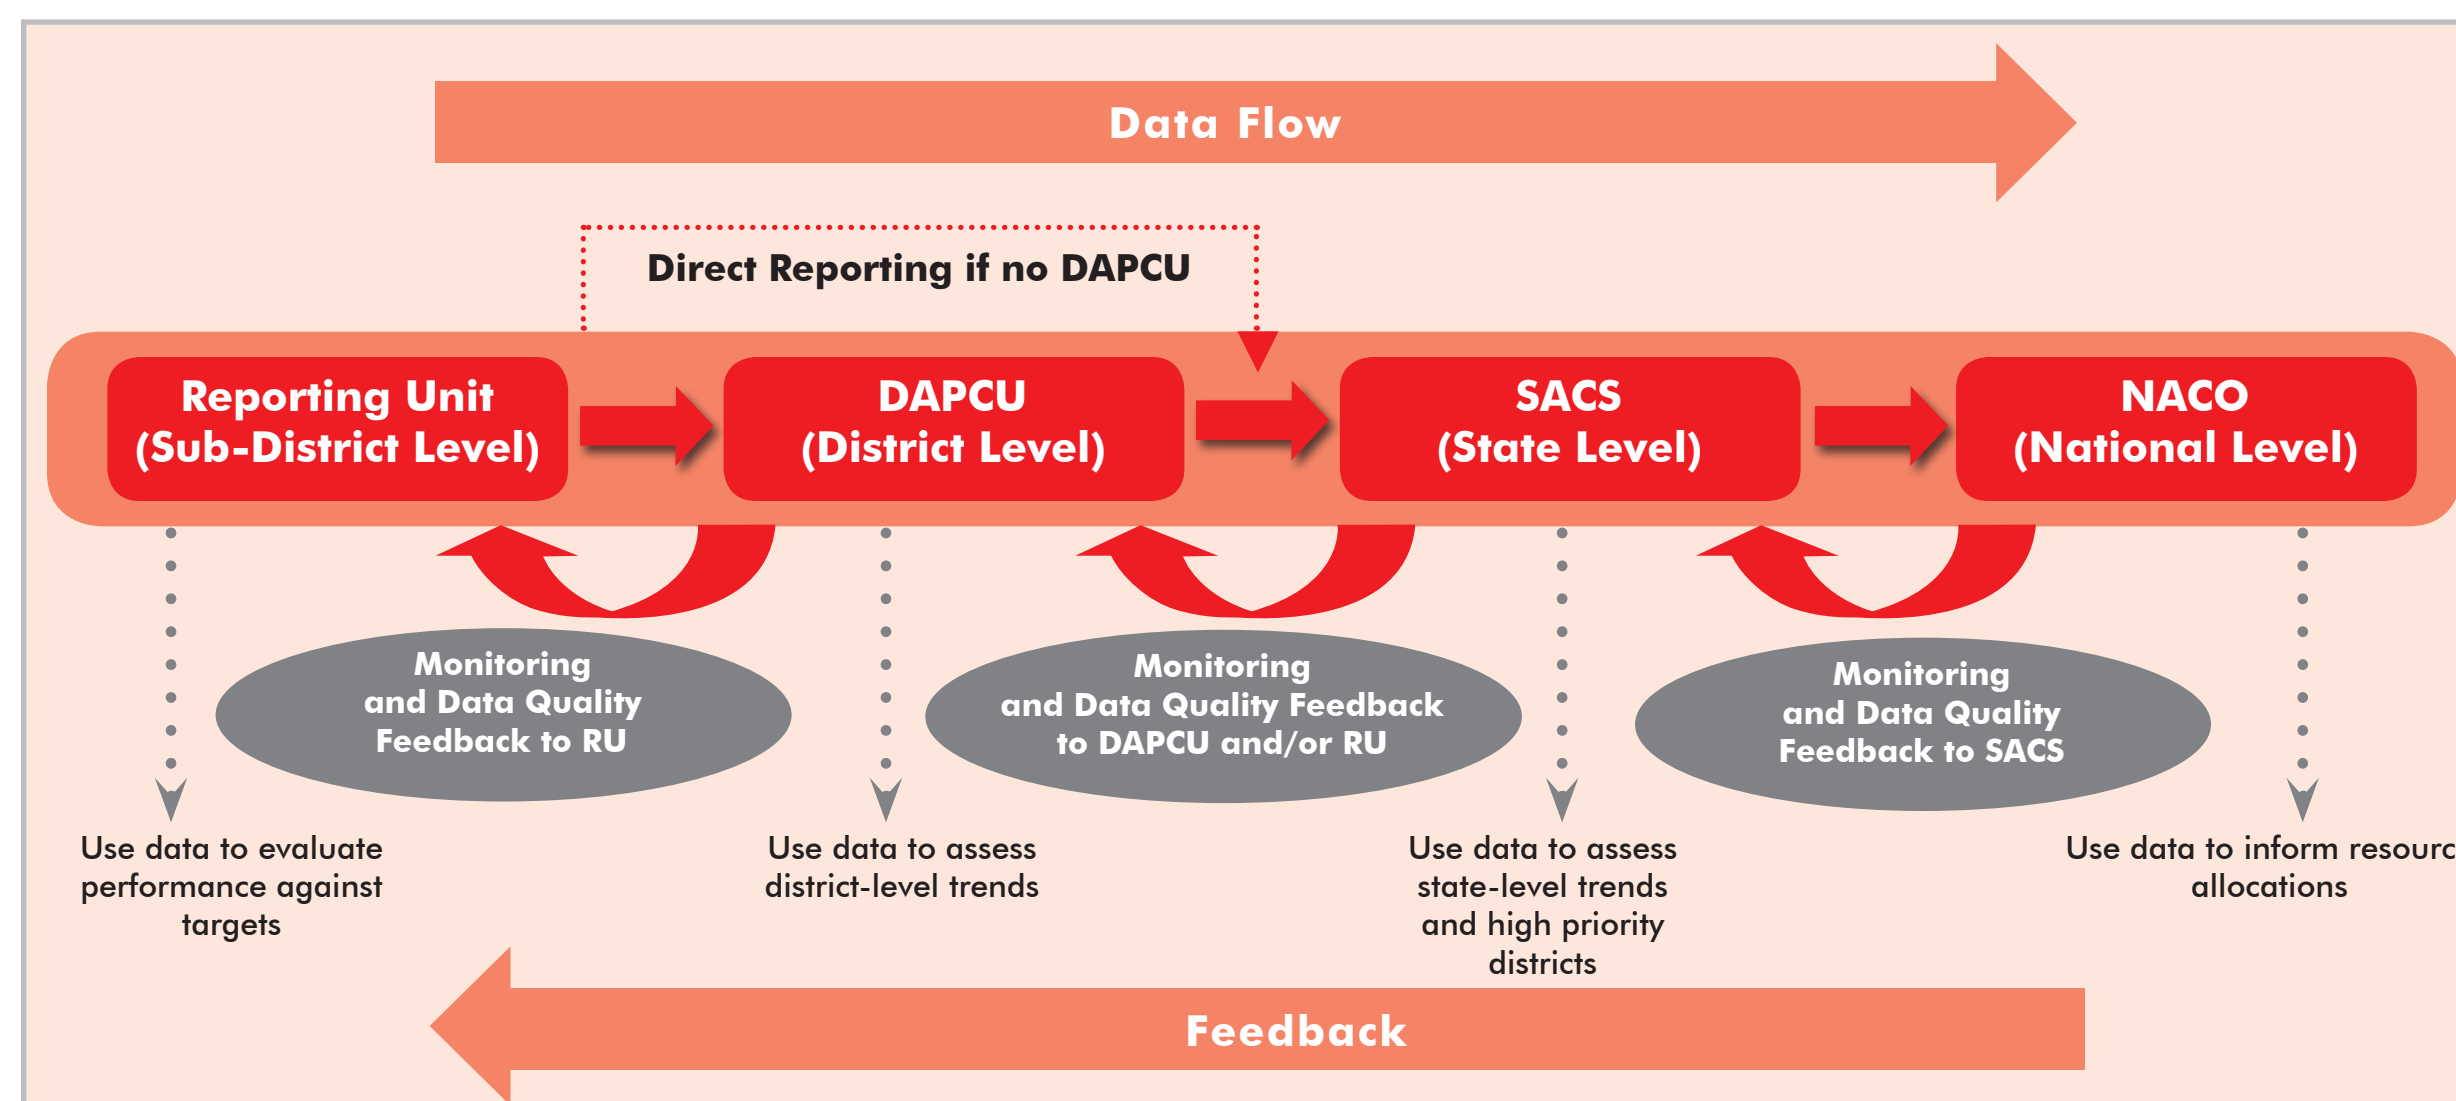 Data Flow
Direct Reporting if no DAPCU
Reporting Unit
(Sub-District Level)
DAPCU
(District Level)
SACS
(State Level)
NACO
(National Level)
Monitoring
and Data Quality
Feedback to RU
Monitoring
and Data Quality Feedback
to DAPCU and/or RU
Monitoring
and Data Quality
Feedback to SACS
Use data to evaluate
performance against
targets
Use data to assess
district-level trends
Use data to assess
state-level trends
and high priority
districts
Use data to inform resourc
allocations
Feedback